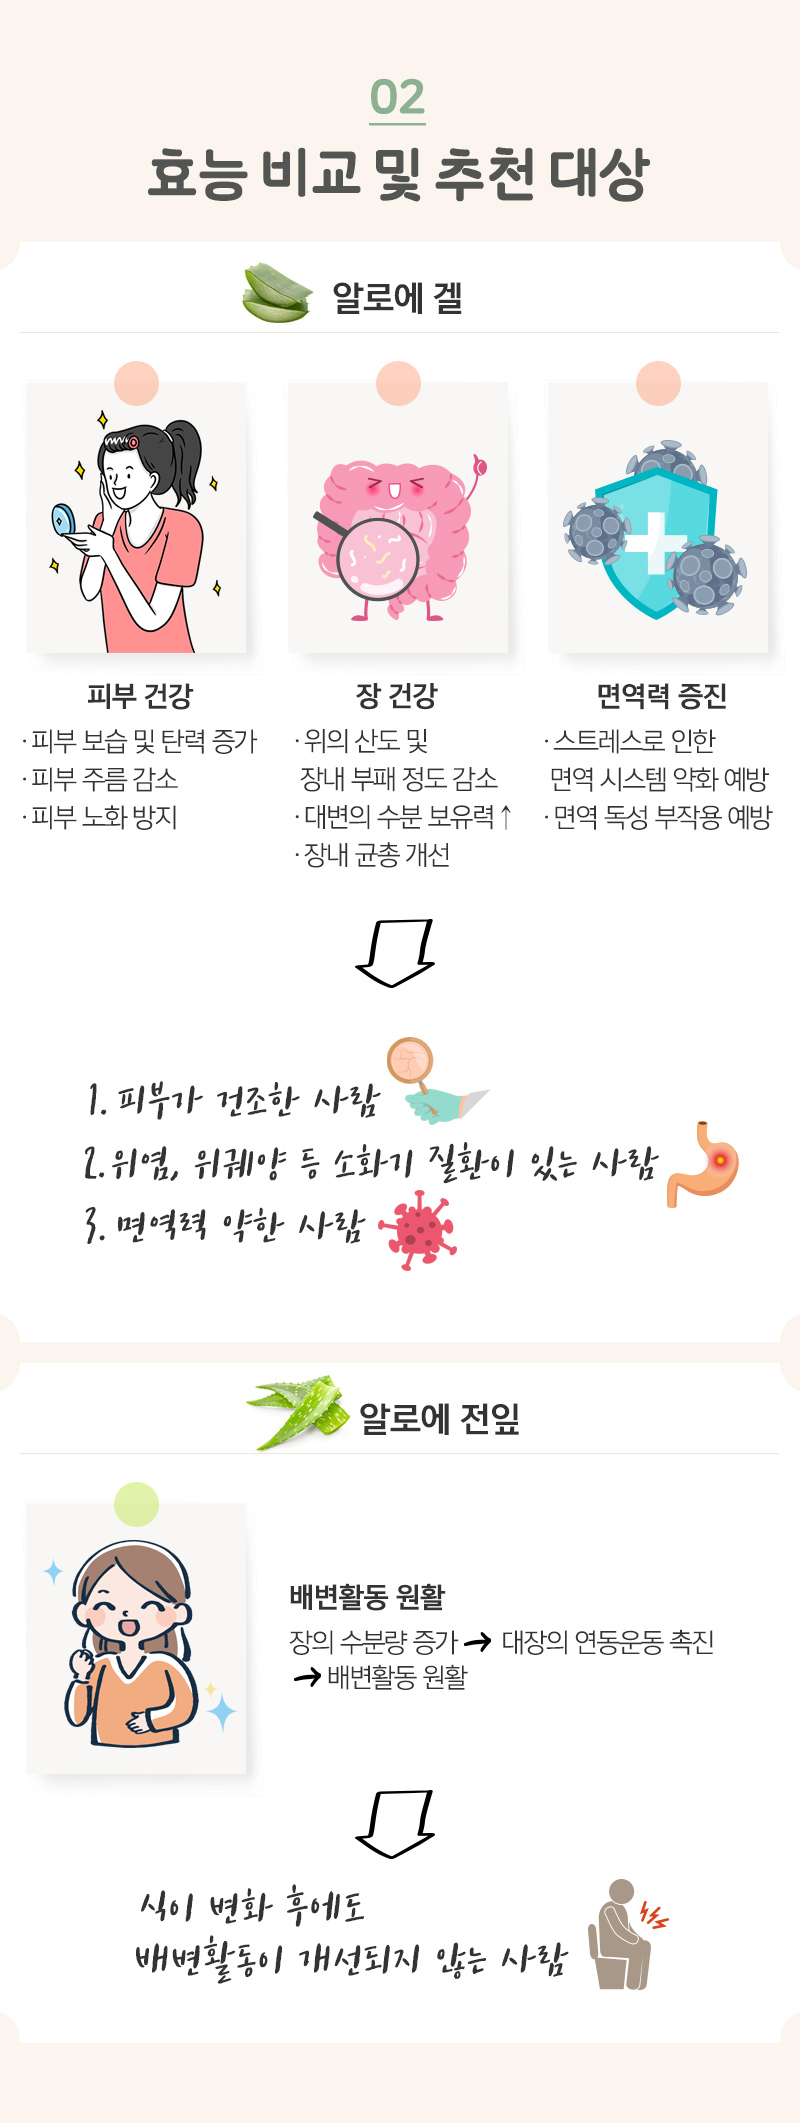 02
효능 비교 및 추천 대상
알로에 겔
피부 건강
· 피부 보습 및 탄력 증가
· 피부 주름 감소
· 피부 노화 방지
장 건강
· 위의 산도 및
장내 부패 정도 감소
· 대변의 수분 보유력↑
· 장내 균총 개선
면역력 증진
· 스트레스로 인한
면역 시스템 약화 예방
· 면역 독성 부작용 예방
1. 피부가 건조한 사람
2. 위염, 위궤양 등 소화기 질환이 있는 사람
3. 면역력 약한 사람
알로에 전잎
배변활동 원활
장의 수분량 증가 → 대장의 연동운동 촉진
→ 배변활동 원활
식이 변화 후에도
배변활동이 개선되지 않는 사람